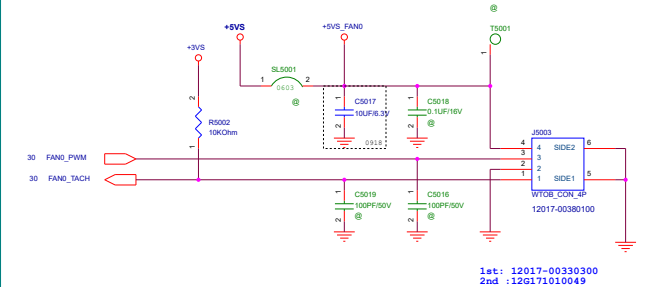 @
+5VS
+5VS_FAN0
T5001
+3VS
1
SL5001
1
2
0603
@
2
1
C5017
10UF/6.3V
2
1
C5018
0.1UF/16V
@
2
R5002
10KOhm
0918
J5003
1
4
4
SIDE2
6
30
FAN0_PWM
3
3
2
2
30
FAN0_TACH
1
1
SIDE1
5
WTOB_CON_4P
1
C5019
100PF/50V
@
2
1
C5016
100PF/50V
@
2
12017-00380100
1st: 12017-00330300
2nd :12G171010049